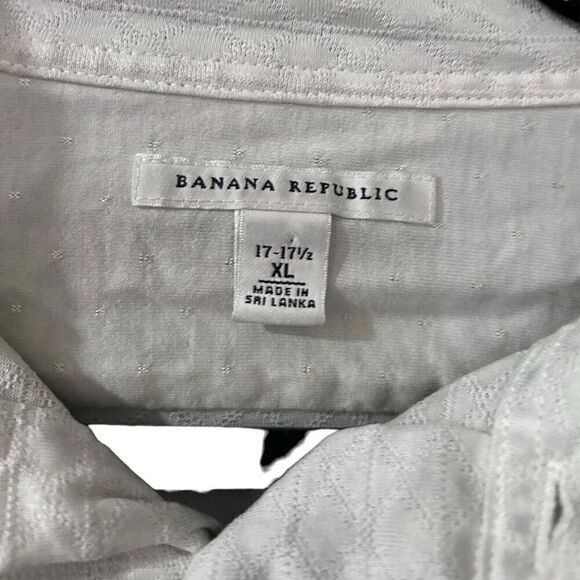 BANANA REPUBLIC
17-17½
XL
MADE IN
SRI LANKA